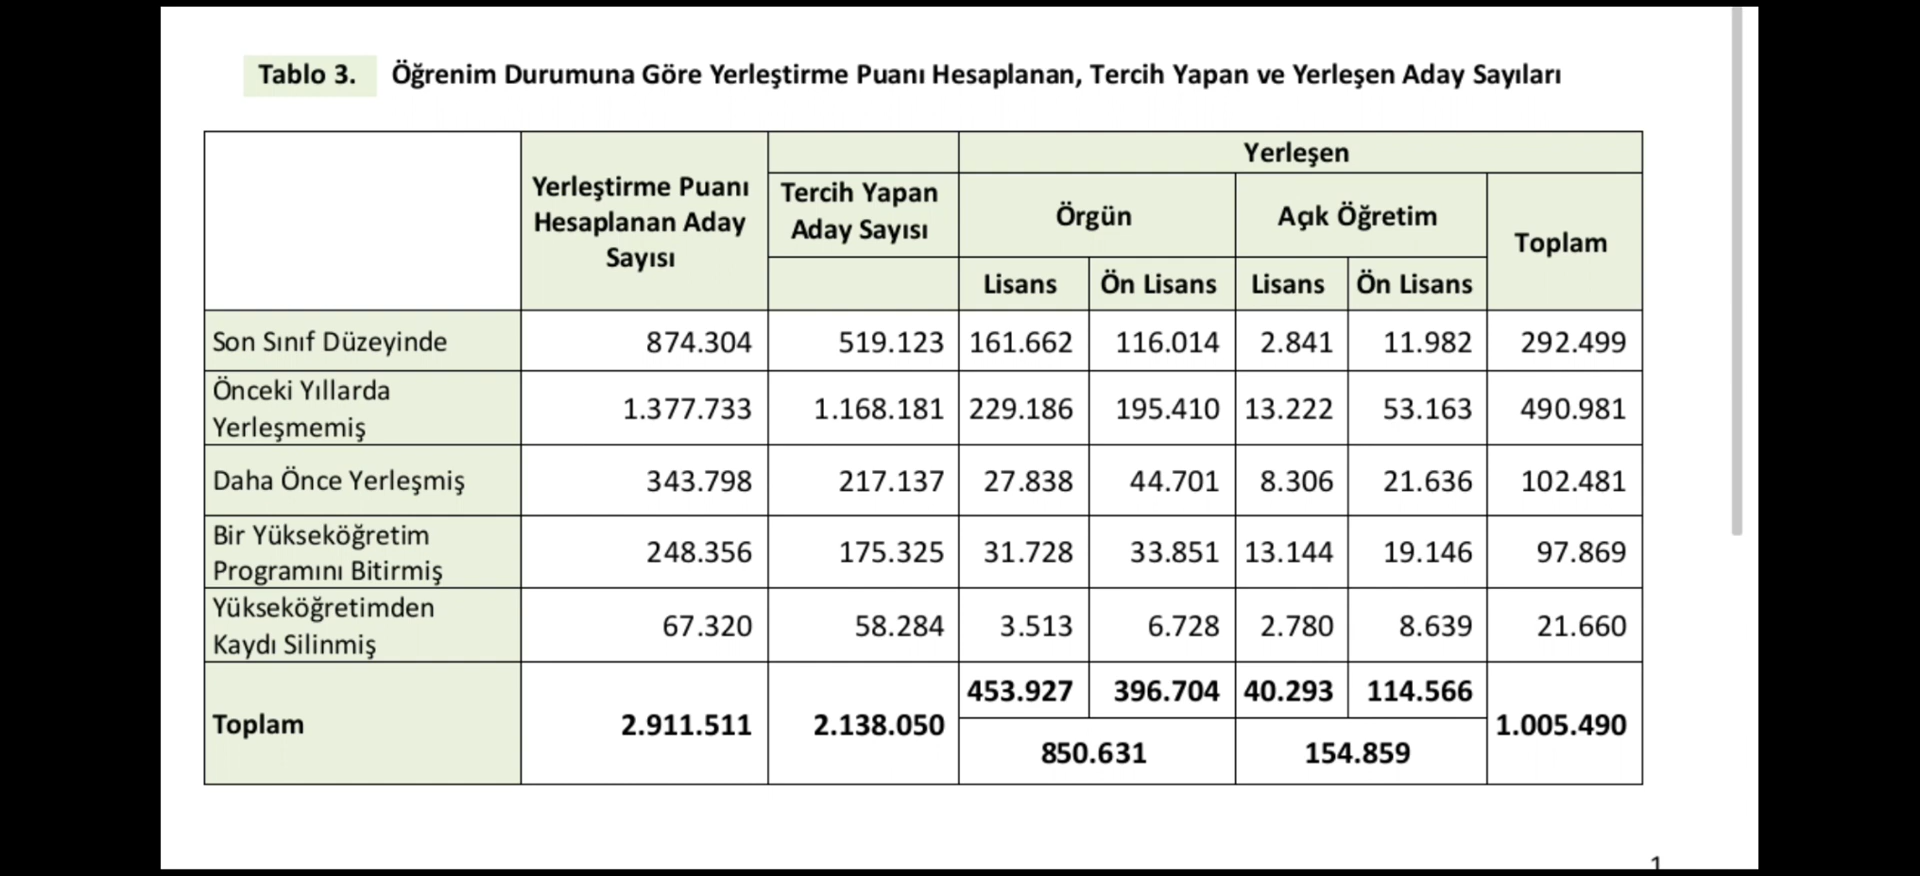 Tablo 3. Öğrenim Durumuna Göre Yerleştirme Puanı Hesaplanan, Tercih Yapan ve Yerleşen Aday Sayıları
Yerleştirme Puanı
Hesaplanan Aday
Sayısı
Tercih Yapan
Aday Sayısı
Yerleşen
Örgün
Açık Öğretim
Toplam
Lisans Ön Lisans Lisans Ön Lisans
Son Sınıf Düzeyinde 874.304 519.123 161.662 116.014 2.841 11.982 292.499
Önceki Yıllarda
Yerleşmemiş 1.377.733 1.168.181 229.186 195.410 13.222 53.163 490.981
Daha Önce Yerleşmiş 343.798 217.137 27.838 44.701 8.306 21.636 102.481
Bir Yükseköğretim
Programını Bitirmiş 248.356 175.325 31.728 33.851 13.144 19.146 97.869
Yükseköğretimden
Kaydı Silinmiş 67.320 58.284 3.513 6.728 2.780 8.639 21.660
453.927 396.704 40.293 114.566
Toplam 2.911.511 2.138.050 1.005.490
850.631 154.859
1